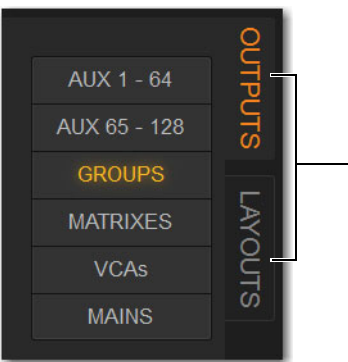 AUX 1 - 64
AUX 65 - 128
GROUPS
MATRIXES
VCAs
MAINS
OUTPUTS
LAYOUTS